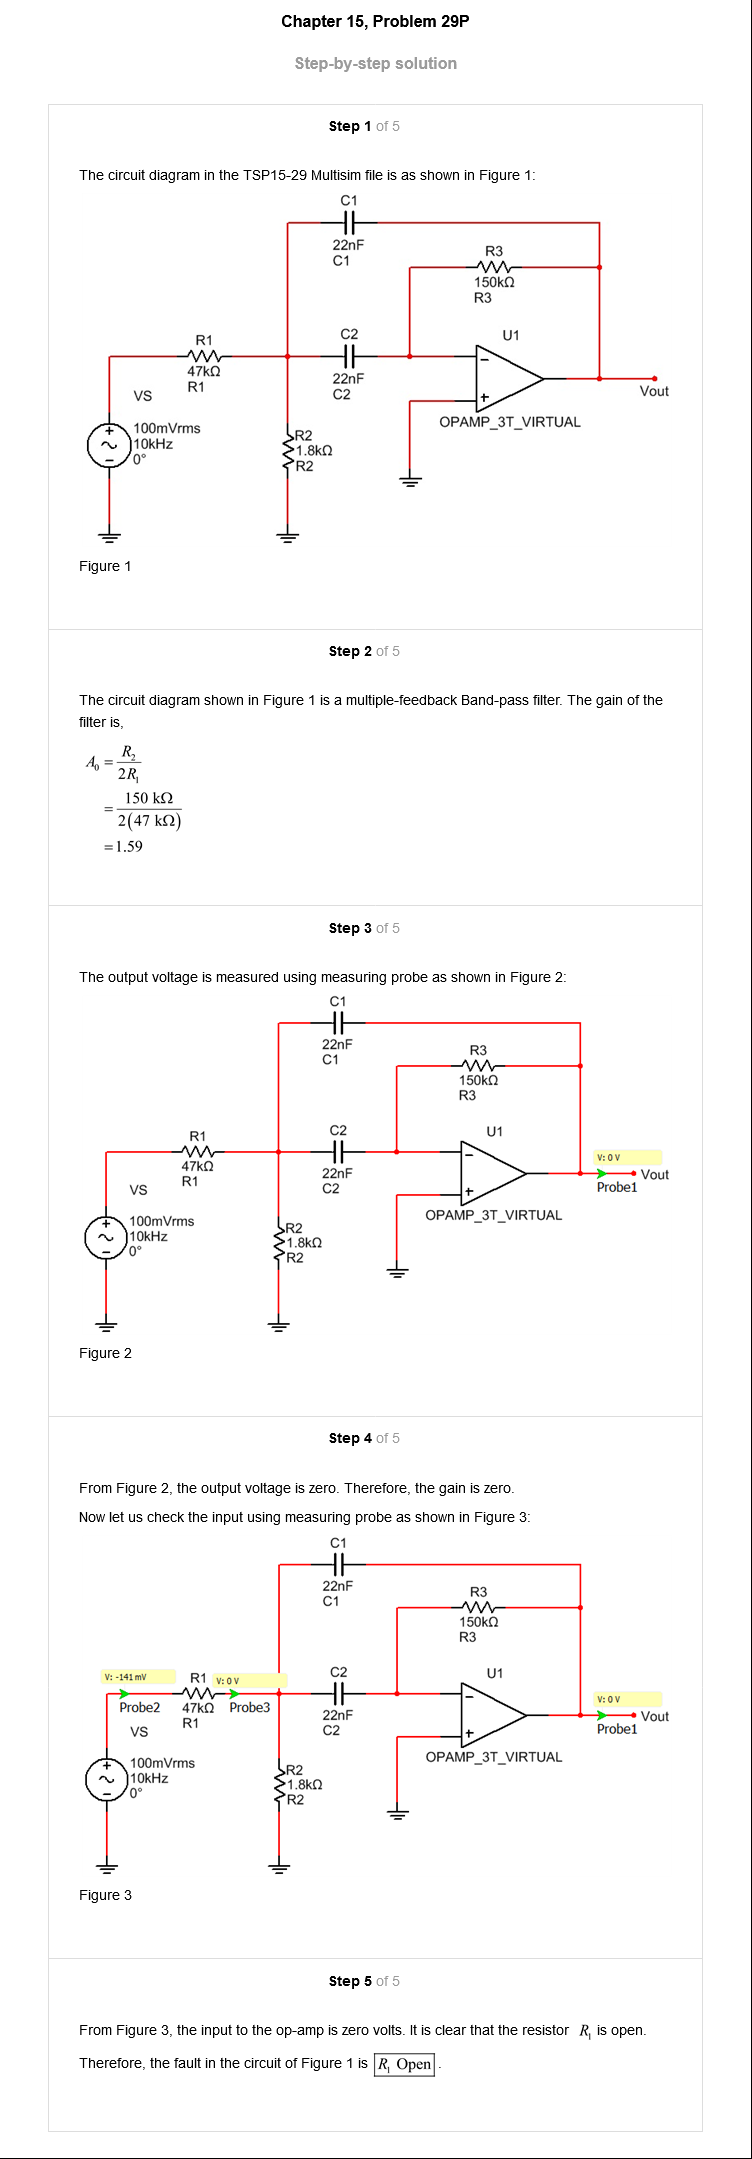 Chapter 15, Problem 29P
Step-by-step solution
Step 1 of 5
The circuit diagram in the TSP15-29 Multisim file is as shown in Figure 1:
C1
22nF
C1
R3
150kΩ
R3
R1
47kΩ
R1
C2
22nF
C2
U1
VS
Vout
100mVrms
10kHz
0°
R2
1.8kΩ
R2
OPAMP_3T_VIRTUAL
Figure 1
Step 2 of 5
The circuit diagram shown in Figure 1 is a multiple-feedback Band-pass filter. The gain of the
filter is,
A₀ = R₂ / 2R₁
= 150 kΩ / 2(47 kΩ)
=1.59
Step 3 of 5
The output voltage is measured using measuring probe as shown in Figure 2:
C1
22nF
C1
R3
150kΩ
R3
R1
47kΩ
R1
C2
22nF
C2
U1
V: 0 V
Vout
Probe1
VS
100mVrms
10kHz
0°
R2
1.8kΩ
R2
OPAMP_3T_VIRTUAL
Figure 2
Step 4 of 5
From Figure 2, the output voltage is zero. Therefore, the gain is zero.
Now let us check the input using measuring probe as shown in Figure 3:
C1
22nF
C1
R3
150kΩ
R3
V: -141 mV
R1
V: 0 V
C2
U1
Probe2
47kΩ
Probe3
R1
22nF
C2
V: 0 V
Vout
Probe1
VS
100mVrms
10kHz
0°
R2
1.8kΩ
R2
OPAMP_3T_VIRTUAL
Figure 3
Step 5 of 5
From Figure 3, the input to the op-amp is zero volts. It is clear that the resistor R₁ is open.
Therefore, the fault in the circuit of Figure 1 is R₁ Open .